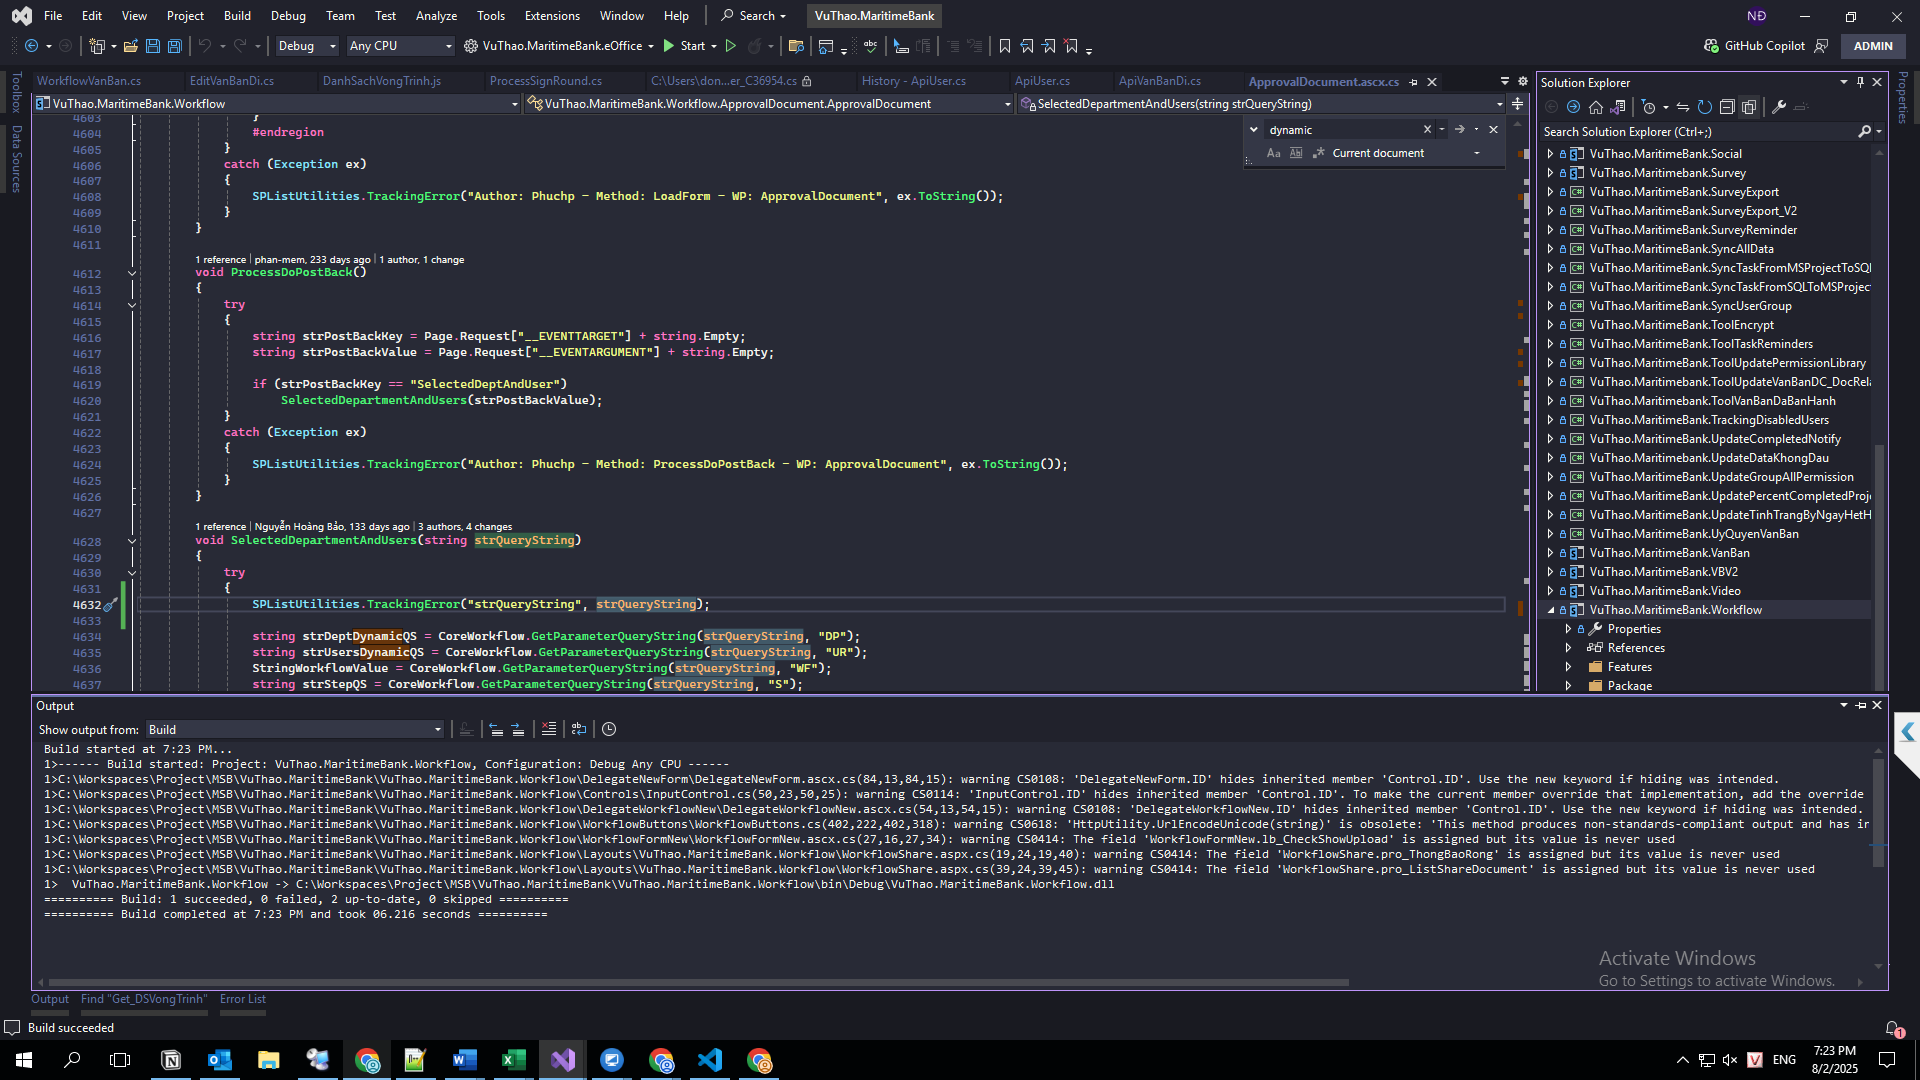 File Edit View Project Build Debug Team Test Analyze Tools Extensions Window Help Search VuThao.MaritimeBank NĐ
Debug Any CPU VuThao.MaritimeBank.eOffice Start GitHub Copilot ADMIN
WorkflowVanBan.cs EditVanBanDi.cs DanhSachVongTrinh.js ProcessSignRound.cs C:\Users\don...er_C36954.cs History - ApiUser.cs ApiUser.cs ApiVanBanDi.cs ApprovalDocument.ascx.cs
VuThao.MaritimeBank.Workflow VuThao.MaritimeBank.Workflow.ApprovalDocument.ApprovalDocument SelectedDepartmentAndUsers(string strQueryString)
Toolbox
Data Sources
dynamic
Aa Ab Current document
4603 }
4604 #endregion
4605 }
4606 catch (Exception ex)
4607 {
4608 SPListUtilities.TrackingError("Author: Phuchp - Method: LoadForm - WP: ApprovalDocument", ex.ToString());
4609 }
4610 }
4611
1 reference | phan-mem, 233 days ago | 1 author, 1 change
4612 void ProcessDoPostBack()
4613 {
4614 try
4615 {
4616 string strPostBackKey = Page.Request["__EVENTTARGET"] + string.Empty;
4617 string strPostBackValue = Page.Request["__EVENTARGUMENT"] + string.Empty;
4618
4619 if (strPostBackKey == "SelectedDeptAndUser")
4620 SelectedDepartmentAndUsers(strPostBackValue);
4621 }
4622 catch (Exception ex)
4623 {
4624 SPListUtilities.TrackingError("Author: Phuchp - Method: ProcessDoPostBack - WP: ApprovalDocument", ex.ToString());
4625 }
4626 }
4627
1 reference | Nguyễn Hoàng Bảo, 133 days ago | 3 authors, 4 changes
4628 void SelectedDepartmentAndUsers(string strQueryString)
4629 {
4630 try
4631 {
4632 SPListUtilities.TrackingError("strQueryString", strQueryString);
4633
4634 string strDeptDynamicQS = CoreWorkflow.GetParameterQueryString(strQueryString, "DP");
4635 string strUsersDynamicQS = CoreWorkflow.GetParameterQueryString(strQueryString, "UR");
4636 StringWorkflowValue = CoreWorkflow.GetParameterQueryString(strQueryString, "WF");
4637 string strStepQS = CoreWorkflow.GetParameterQueryString(strQueryString, "S");
Solution Explorer
Search Solution Explorer (Ctrl+;)
VuThao.MaritimeBank.Social
VuThao.MaritimeBank.Survey
VuThao.MaritimeBank.SurveyExport
VuThao.MaritimeBank.SurveyExport_V2
VuThao.MaritimeBank.SurveyReminder
VuThao.MaritimeBank.SyncAllData
VuThao.MaritimeBank.SyncTaskFromMSProjectToSQL
VuThao.MaritimeBank.SyncTaskFromSQLToMSProjec
VuThao.MaritimeBank.SyncUserGroup
VuThao.MaritimeBank.ToolEncrypt
VuThao.MaritimeBank.ToolTaskReminders
VuThao.MaritimeBank.ToolUpdatePermissionLibrary
VuThao.Maritimebank.ToolUpdateVanBanDC_DocRela
VuThao.MaritimeBank.ToolVanBanDaBanHanh
VuThao.MaritimeBank.TrackingDisabledUsers
VuThao.MaritimeBank.UpdateCompletedNotify
VuThao.MaritimeBank.UpdateDataKhongDau
VuThao.MaritimeBank.UpdateGroupAllPermission
VuThao.MaritimeBank.UpdatePercentCompletedProj
VuThao.MaritimeBank.UpdateTinhTrangByNgayHetH
VuThao.MaritimeBank.UyQuyenVanBan
VuThao.MaritimeBank.VanBan
VuThao.MaritimeBank.VBV2
VuThao.MaritimeBank.Video
VuThao.MaritimeBank.Workflow
Properties
References
Features
Package
Properties
Output
Show output from: Build
Build started at 7:23 PM...
1>------ Build started: Project: VuThao.MaritimeBank.Workflow, Configuration: Debug Any CPU ------
1>C:\Workspaces\Project\MSB\VuThao.MaritimeBank\VuThao.MaritimeBank.Workflow\DelegateNewForm\DelegateNewForm.ascx.cs(84,13,84,15): warning CS0108: 'DelegateNewForm.ID' hides inherited member 'Control.ID'. Use the new keyword if hiding was intended.
1>C:\Workspaces\Project\MSB\VuThao.MaritimeBank\VuThao.MaritimeBank.Workflow\Controls\InputControl.cs(50,23,50,25): warning CS0114: 'InputControl.ID' hides inherited member 'Control.ID'. To make the current member override that implementation, add the override
1>C:\Workspaces\Project\MSB\VuThao.MaritimeBank\VuThao.MaritimeBank.Workflow\DelegateWorkflowNew\DelegateWorkflowNew.ascx.cs(54,13,54,15): warning CS0108: 'DelegateWorkflowNew.ID' hides inherited member 'Control.ID'. Use the new keyword if hiding was intended.
1>C:\Workspaces\Project\MSB\VuThao.MaritimeBank\VuThao.MaritimeBank.Workflow\WorkflowButtons\WorkflowButtons.cs(402,222,402,318): warning CS0618: 'HttpUtility.UrlEncodeUnicode(string)' is obsolete: 'This method produces non-standards-compliant output and has ir
1>C:\Workspaces\Project\MSB\VuThao.MaritimeBank\VuThao.MaritimeBank.Workflow\WorkflowFormNew\WorkflowFormNew.cs(27,16,27,34): warning CS0414: The field 'WorkflowFormNew.lb_CheckShowUpload' is assigned but its value is never used
1>C:\Workspaces\Project\MSB\VuThao.MaritimeBank\VuThao.MaritimeBank.Workflow\Layouts\VuThao.MaritimeBank.Workflow\WorkflowShare.aspx.cs(19,24,19,40): warning CS0414: The field 'WorkflowShare.pro_ThongBaoRong' is assigned but its value is never used
1>C:\Workspaces\Project\MSB\VuThao.MaritimeBank\VuThao.MaritimeBank.Workflow\Layouts\VuThao.MaritimeBank.Workflow\WorkflowShare.aspx.cs(39,24,39,45): warning CS0414: The field 'WorkflowShare.pro_ListShareDocument' is assigned but its value is never used
1> VuThao.MaritimeBank.Workflow -> C:\Workspaces\Project\MSB\VuThao.MaritimeBank\VuThao.MaritimeBank.Workflow\bin\Debug\VuThao.MaritimeBank.Workflow.dll
========== Build: 1 succeeded, 0 failed, 2 up-to-date, 0 skipped ==========
========== Build completed at 7:23 PM and took 06.216 seconds ==========
Activate Windows
Go to Settings to activate Windows.
Output Find "Get_DSVongTrinh" Error List
Build succeeded 1
ENG 7:23 PM
8/2/2025